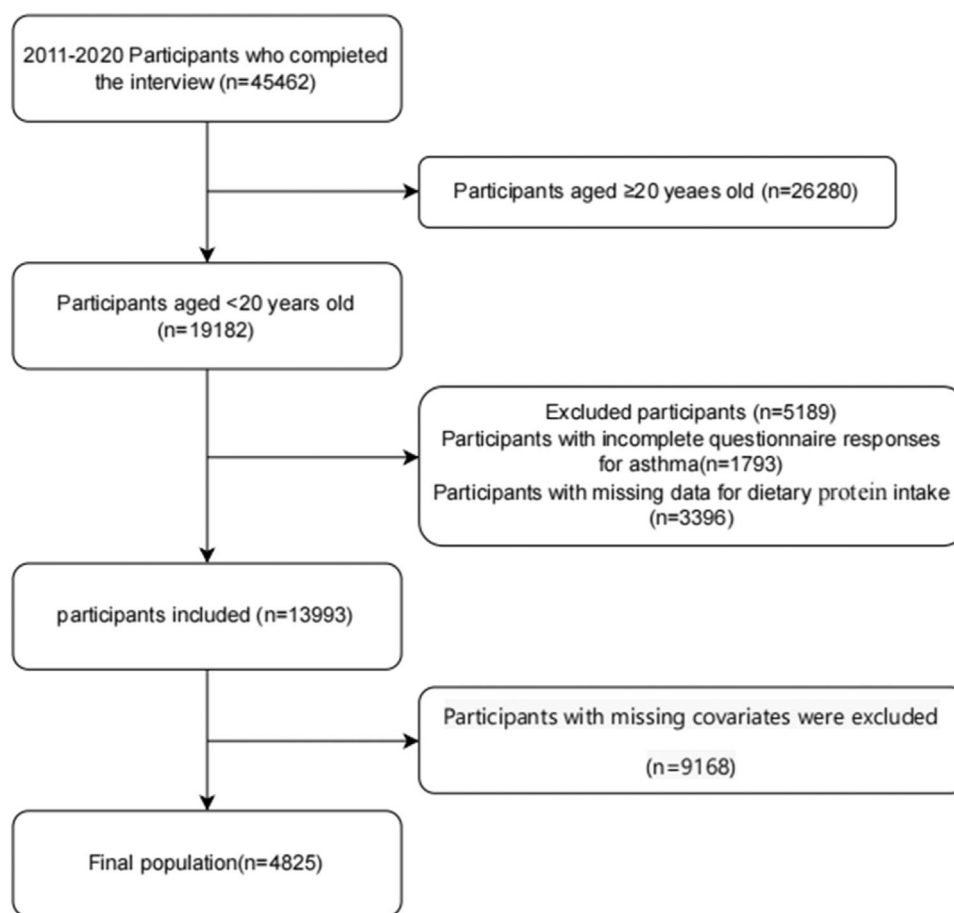 2011-2020 Participants who completed
the interview (n=45462)
Participants aged ≥20 yeaes old (n=26280)
Participants aged <20 years old
(n=19182)
Excluded participants (n=5189)
Participants with incomplete questionnaire responses
for asthma(n=1793)
Participants with missing data for dietary protein intake
(n=3396)
participants included (n=13993)
Participants with missing covariates were excluded
(n=9168)
Final population(n=4825)